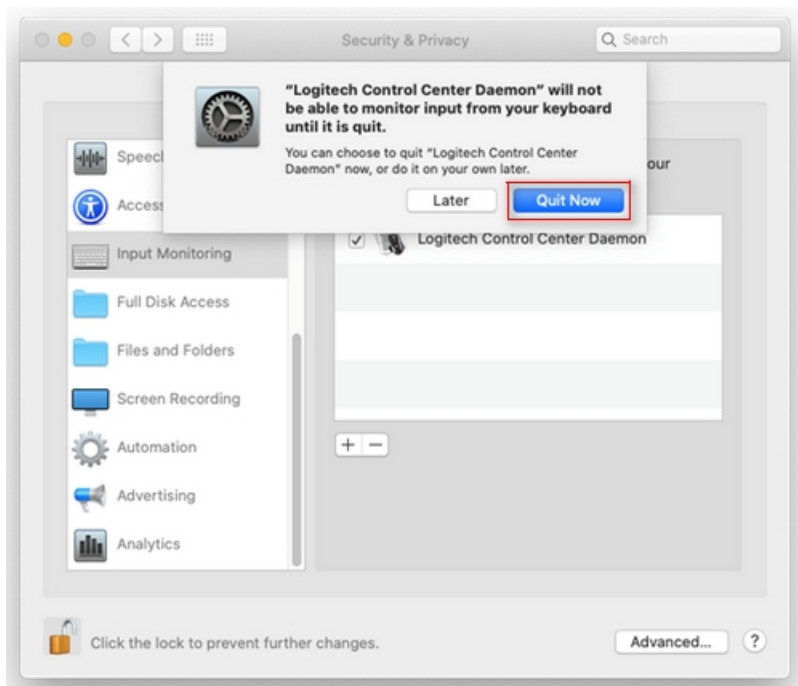 Security & Privacy
Search
"Logitech Control Center Daemon" will not
be able to monitor input from your keyboard
until it is quit.
You can choose to quit "Logitech Control Center
Daemon" now, or do it on your own later.
our
Later
Quit Now
Logitech Control Center Daemon
Input Monitoring
Full Disk Access
Files and Folders
Screen Recording
Automation
Advertising
Analytics
+ −
Click the lock to prevent further changes.
Advanced...
?